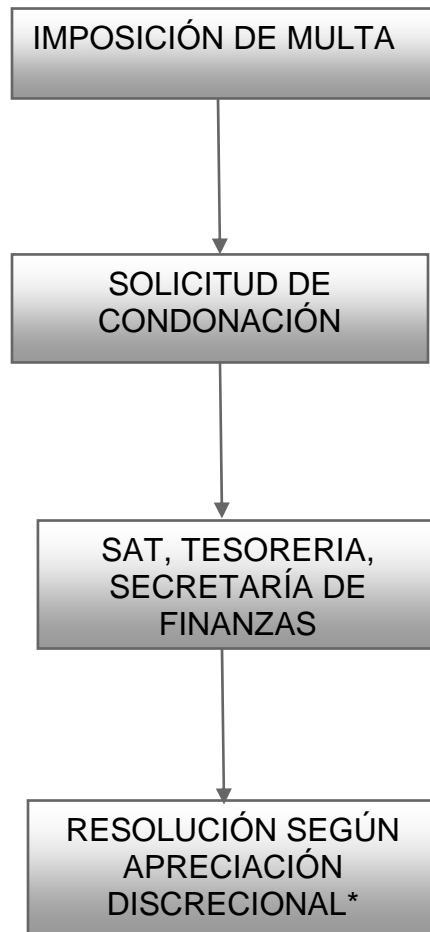 IMPOSICIÓN DE MULTA
SOLICITUD DE
CONDONACIÓN
SAT, TESORERIA,
SECRETARÍA DE
FINANZAS
RESOLUCIÓN SEGÚN
APRECIACIÓN
DISCRECIONAL*